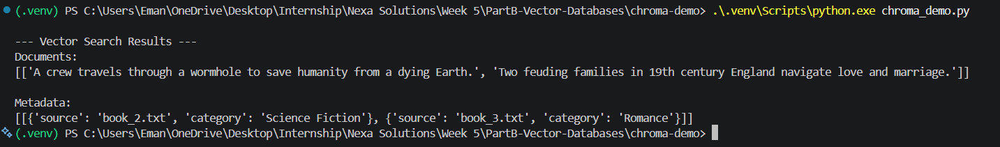 (.venv) PS C:\Users\Eman\OneDrive\Desktop\Internship\Nexa Solutions\Week 5\PartB-Vector-Databases\chroma-demo> .\.venv\Scripts\python.exe chroma_demo.py
--- Vector Search Results ---
Documents:
[['A crew travels through a wormhole to save humanity from a dying Earth.', 'Two feuding families in 19th century England navigate love and marriage.']]
Metadata:
[[{'source': 'book_2.txt', 'category': 'Science Fiction'}, {'source': 'book_3.txt', 'category': 'Romance'}]]
(.venv) PS C:\Users\Eman\OneDrive\Desktop\Internship\Nexa Solutions\Week 5\PartB-Vector-Databases\chroma-demo>